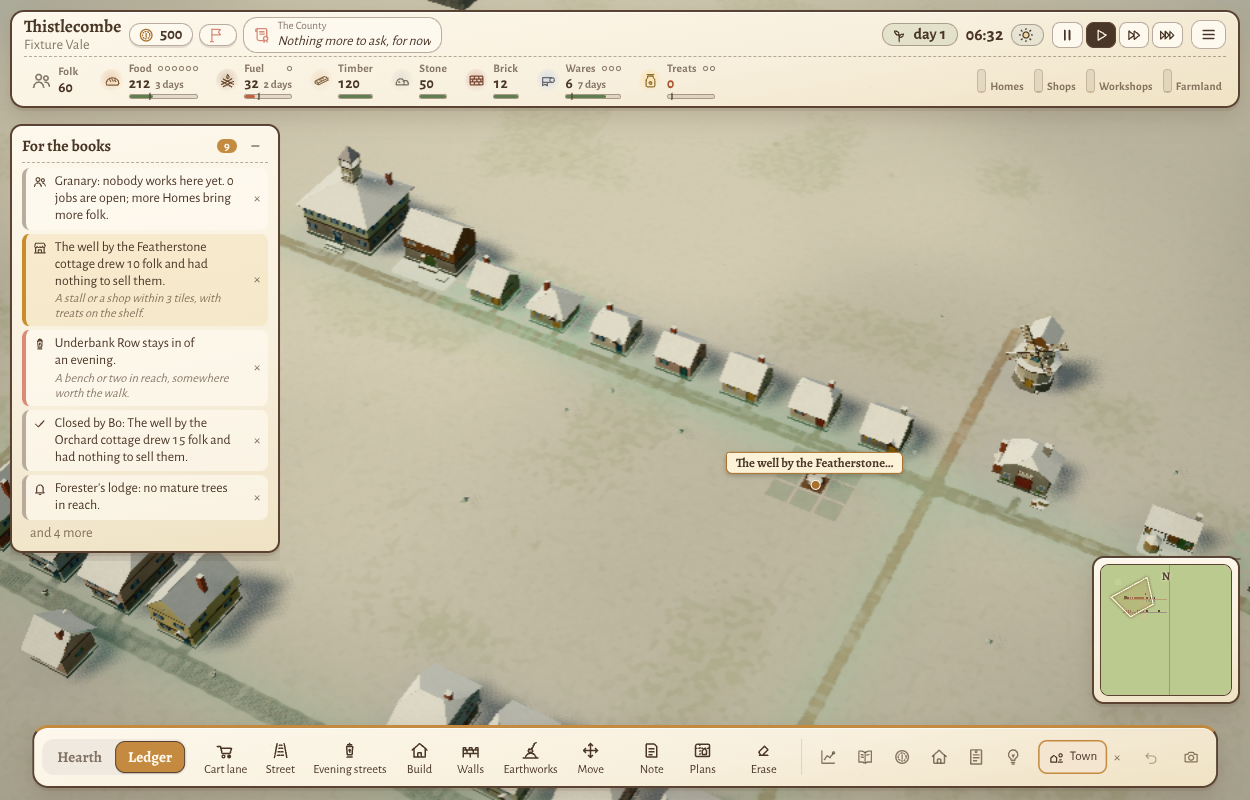 Thistlecombe
Fixture Vale
500
The County
Nothing more to ask, for now
day 1
06:32
Folk
60
Food
212 3 days
Fuel
32 2 days
Timber
120
Stone
50
Brick
12
Wares
6 7 days
Treats
0
Homes
Shops
Workshops
Farmland
For the books
9
Granary: nobody works here yet. 0
jobs are open; more Homes bring
more folk.
The well by the Featherstone
cottage drew 10 folk and had
nothing to sell them.
A stall or a shop within 3 tiles, with
treats on the shelf.
Underbank Row stays in of
an evening.
A bench or two in reach, somewhere
worth the walk.
Closed by Bo: The well by the
Orchard cottage drew 15 folk and
had nothing to sell them.
Forester's lodge: no mature trees
in reach.
and 4 more
The well by the Featherstone...
N
Hearth
Ledger
Cart lane
Street
Evening streets
Build
Walls
Earthworks
Move
Note
Plans
Erase
Town